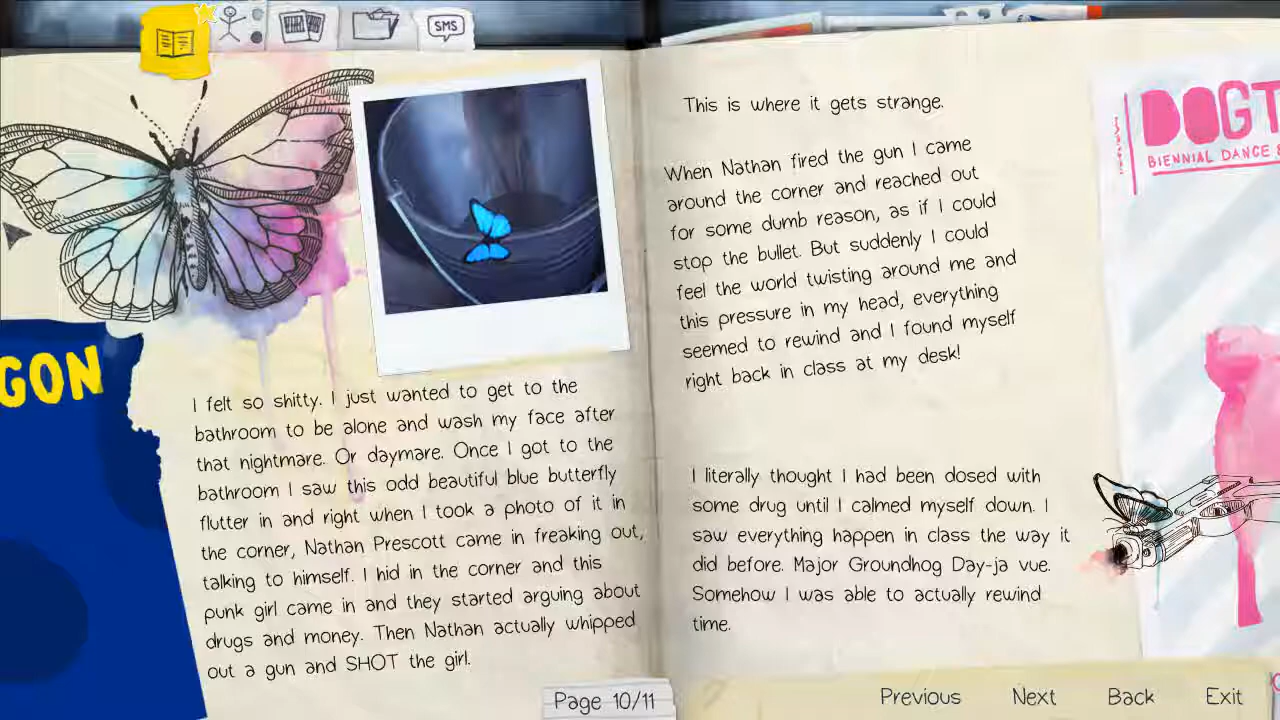 SMS
GON
I felt so shitty. I just wanted to get to the
bathroom to be alone and wash my face after
that nightmare. Or daymare. Once I got to the
bathroom I saw this odd beautiful blue butterfly
flutter in and right when I took a photo of it in
the corner, Nathan Prescott came in freaking out,
talking to himself. I hid in the corner and this
punk girl came in and they started arguing about
drugs and money. Then Nathan actually whipped
out a gun and SHOT the girl.
This is where it gets strange.
When Nathan fired the gun I came
around the corner and reached out
for some dumb reason, as if I could
stop the bullet. But suddenly I could
feel the world twisting around me and
this pressure in my head, everything
seemed to rewind and I found myself
right back in class at my desk!
I literally thought I had been dosed with
some drug until I calmed myself down. I
saw everything happen in class the way it
did before. Major Groundhog Day-ja vue.
Somehow I was able to actually rewind
time.
DOGT
BIENNIAL DANCE &
Page 10/11
Previous Next Back Exit